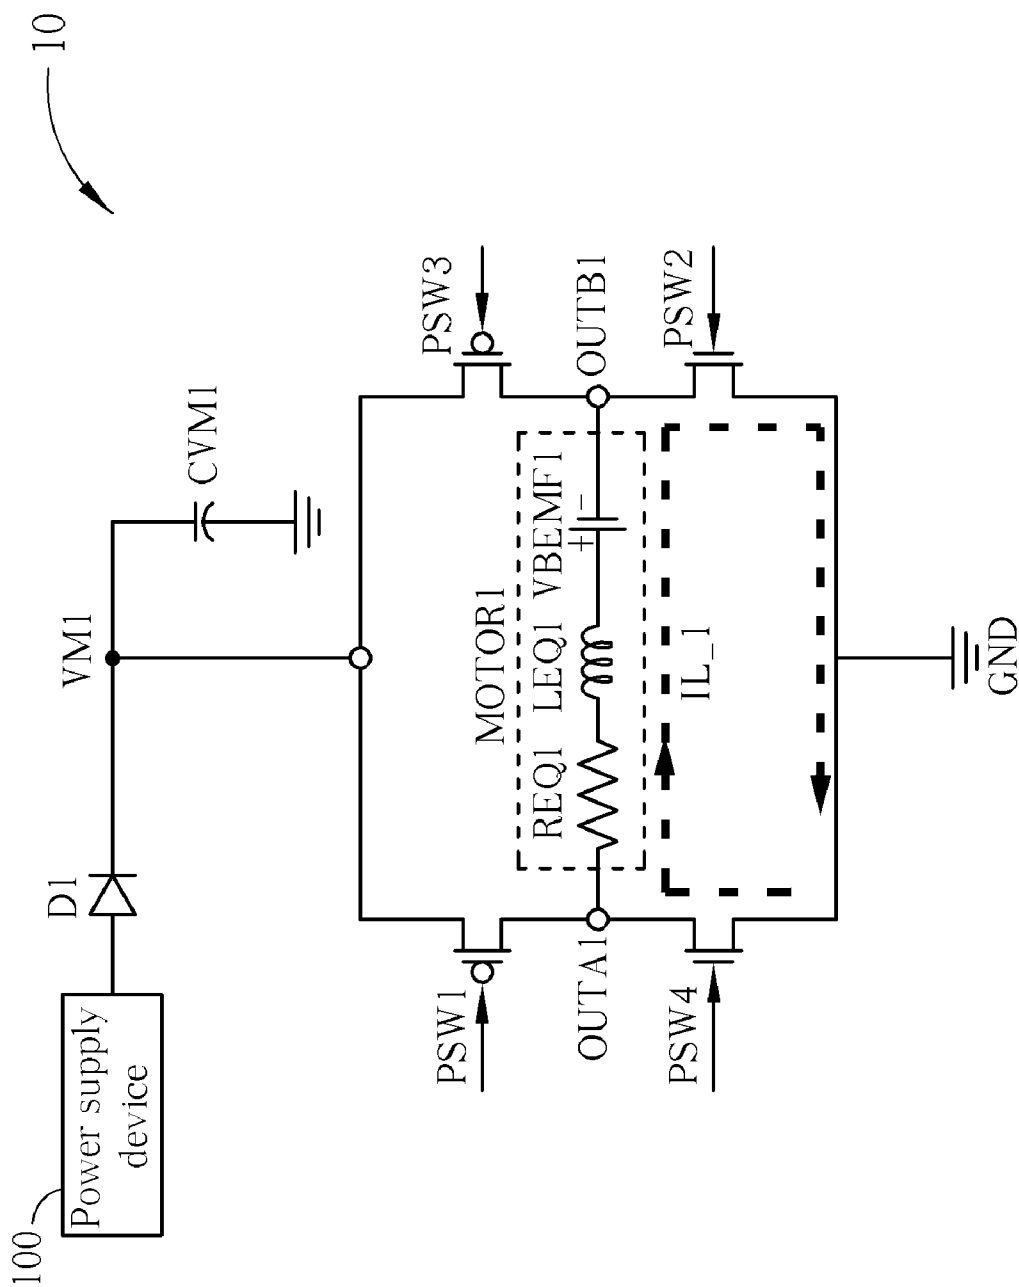 10
100
Power supply
device
D1
VM1
CVM1
PSW1
PSW3
MOTOR1
REQ1 LEQ1 VBEMF1
+ −
OUTA1
OUTB1
IL_1
PSW4
PSW2
GND